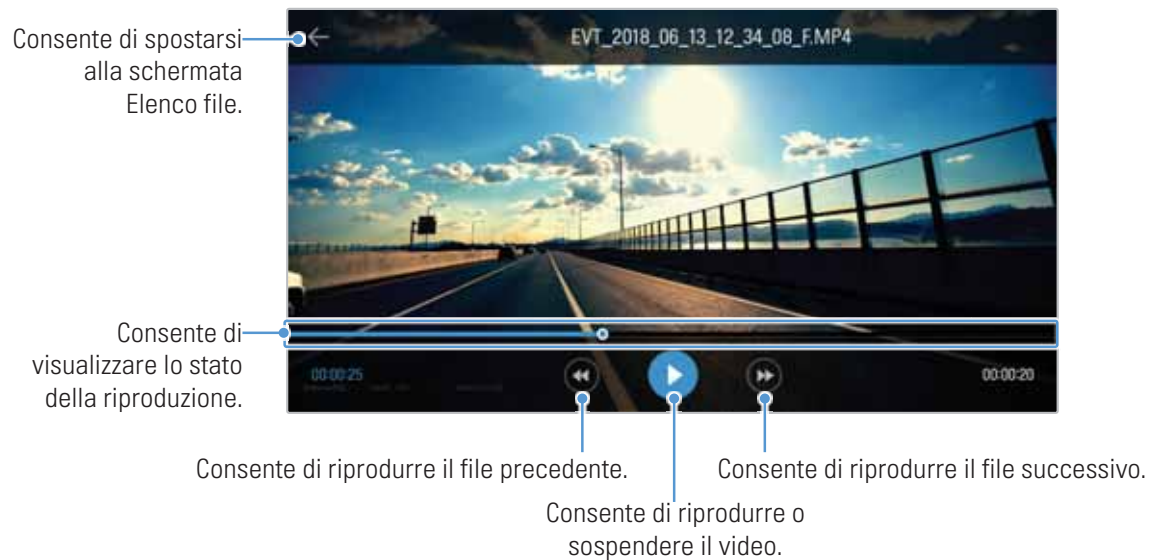 Consente di spostarsi
alla schermata
Elenco file.
EVT_2018_06_13_12_34_08_F.MP4
Consente di
visualizzare lo stato
della riproduzione.
00:00:25
00:00:20
Consente di riprodurre il file precedente.
Consente di riprodurre il file successivo.
Consente di riprodurre o
sospendere il video.